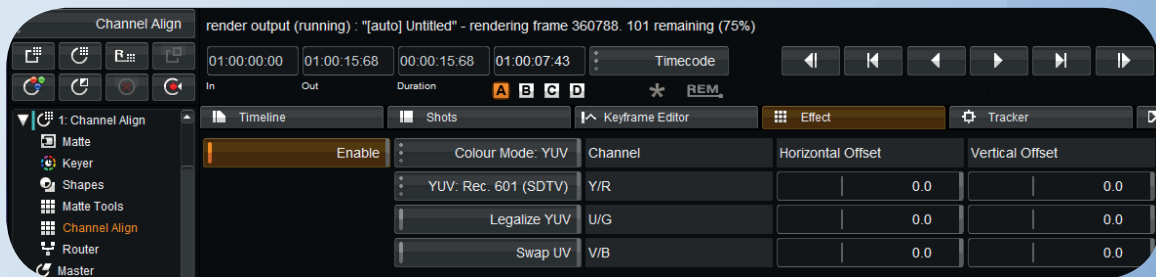 Channel Align
render output (running) : "[auto] Untitled" - rendering frame 360788. 101 remaining (75%)
R
01:00:00:00 01:00:15:68 00:00:15:68 01:00:07:43 Timecode
In Out Duration A B C D REM
1: Channel Align
Timeline Shots Keyframe Editor Effect Tracker
Matte
Keyer
Shapes
Matte Tools
Channel Align
Router
Master
Enable Colour Mode: YUV Channel Horizontal Offset Vertical Offset
YUV: Rec. 601 (SDTV) Y/R 0.0 0.0
Legalize YUV U/G 0.0 0.0
Swap UV V/B 0.0 0.0